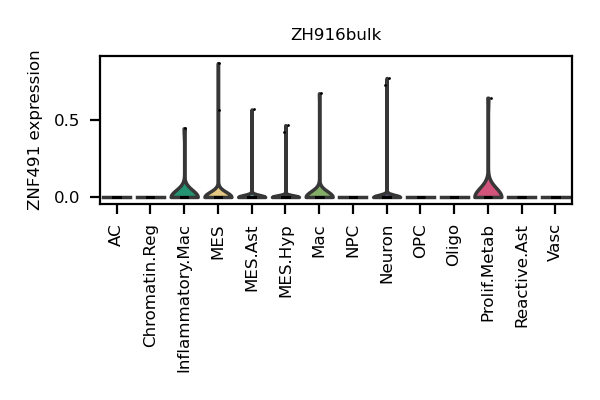 ZH916bulk
ZNF491 expression
0.5
0.0
AC
Chromatin.Reg
Inflammatory.Mac
MES
MES.Ast
MES.Hyp
Mac
NPC
Neuron
OPC
Oligo
Prolif.Metab
Reactive.Ast
Vasc